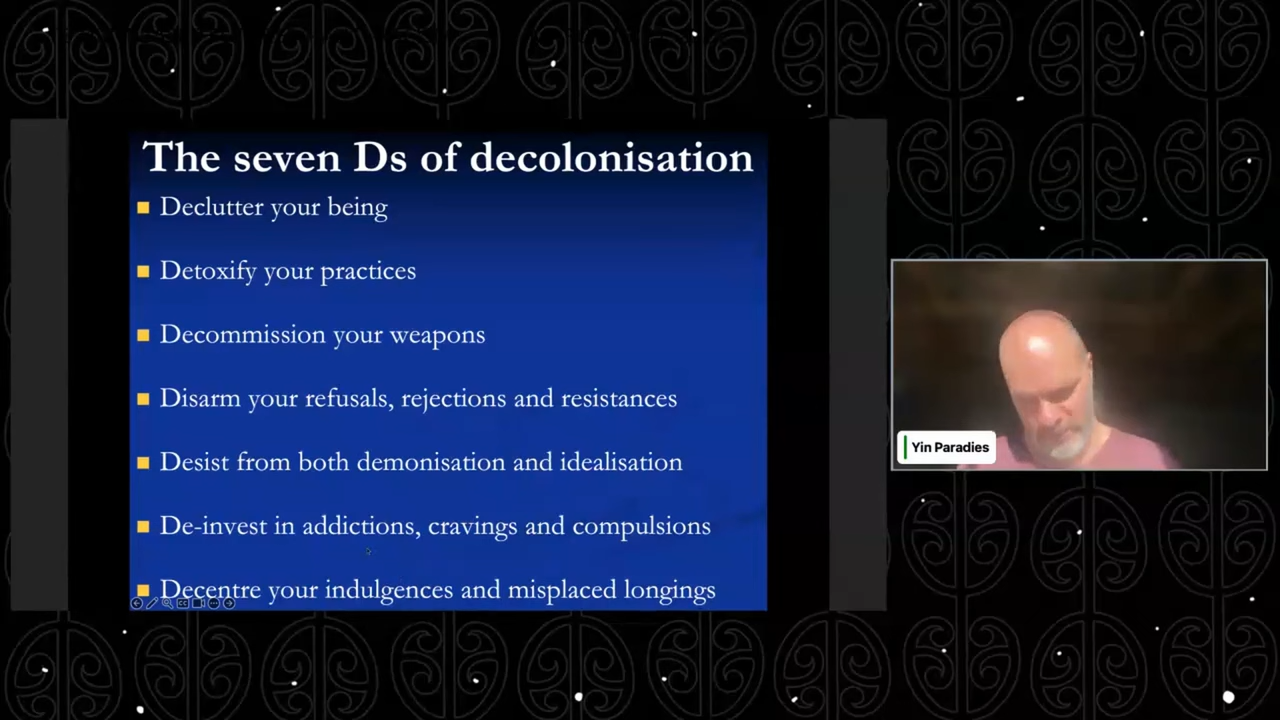 The seven Ds of decolonisation
Declutter your being
Detoxify your practices
Decommission your weapons
Disarm your refusals, rejections and resistances
Desist from both demonisation and idealisation
De-invest in addictions, cravings and compulsions
Decentre your indulgences and misplaced longings
Yin Paradies